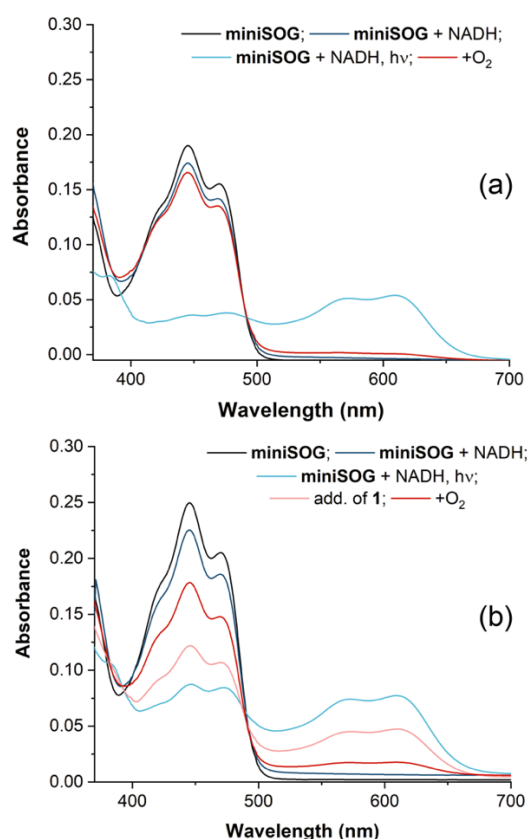 miniSOG; miniSOG + NADH;
miniSOG + NADH, hν; +O₂
(a)
0.30
0.25
0.20
0.15
0.10
0.05
0.00
Absorbance
400 500 600 700
Wavelength (nm)
miniSOG; miniSOG + NADH;
miniSOG + NADH, hν;
add. of 1; +O₂
(b)
0.30
0.25
0.20
0.15
0.10
0.05
0.00
Absorbance
400 500 600 700
Wavelength (nm)